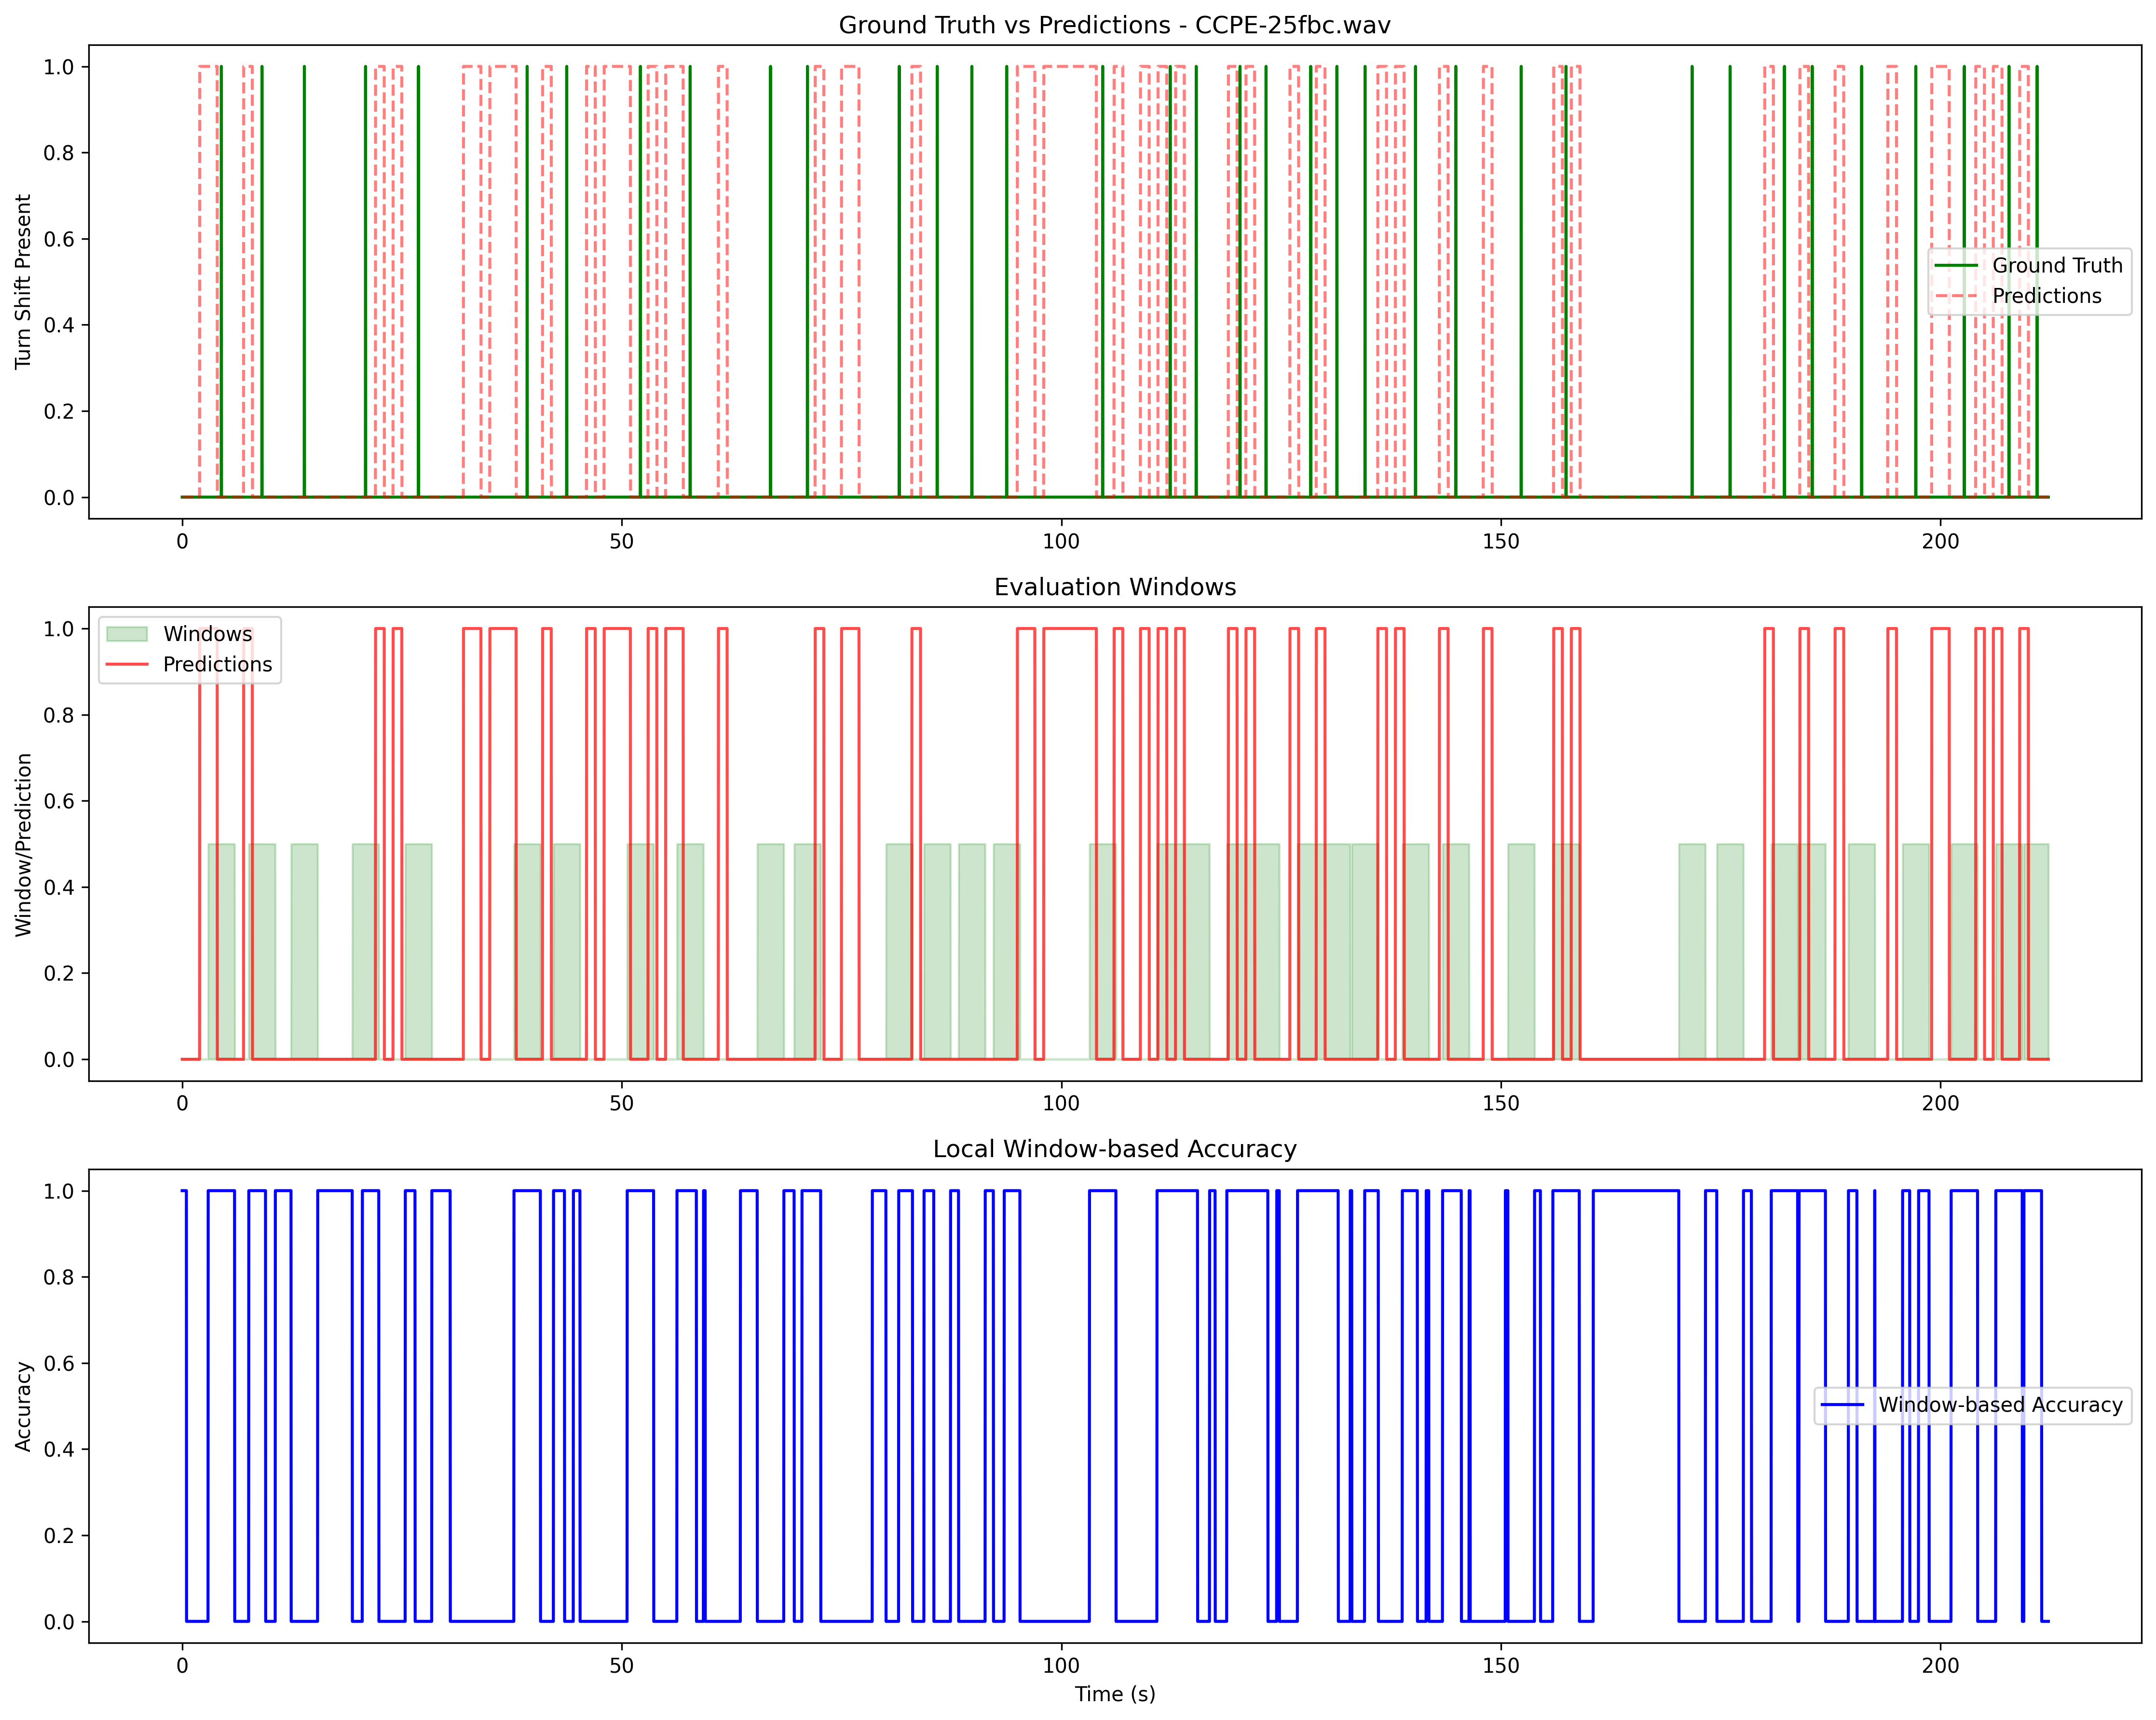 Ground Truth vs Predictions - CCPE-25fbc.wav
1.0
0.8
0.6
0.4
0.2
0.0
Turn Shift Present
Ground Truth
Predictions
0 50 100 150 200
Evaluation Windows
1.0
0.8
0.6
0.4
0.2
0.0
Window/Prediction
Windows
Predictions
0 50 100 150 200
Local Window-based Accuracy
1.0
0.8
0.6
0.4
0.2
0.0
Accuracy
Window-based Accuracy
0 50 100 150 200
Time (s)